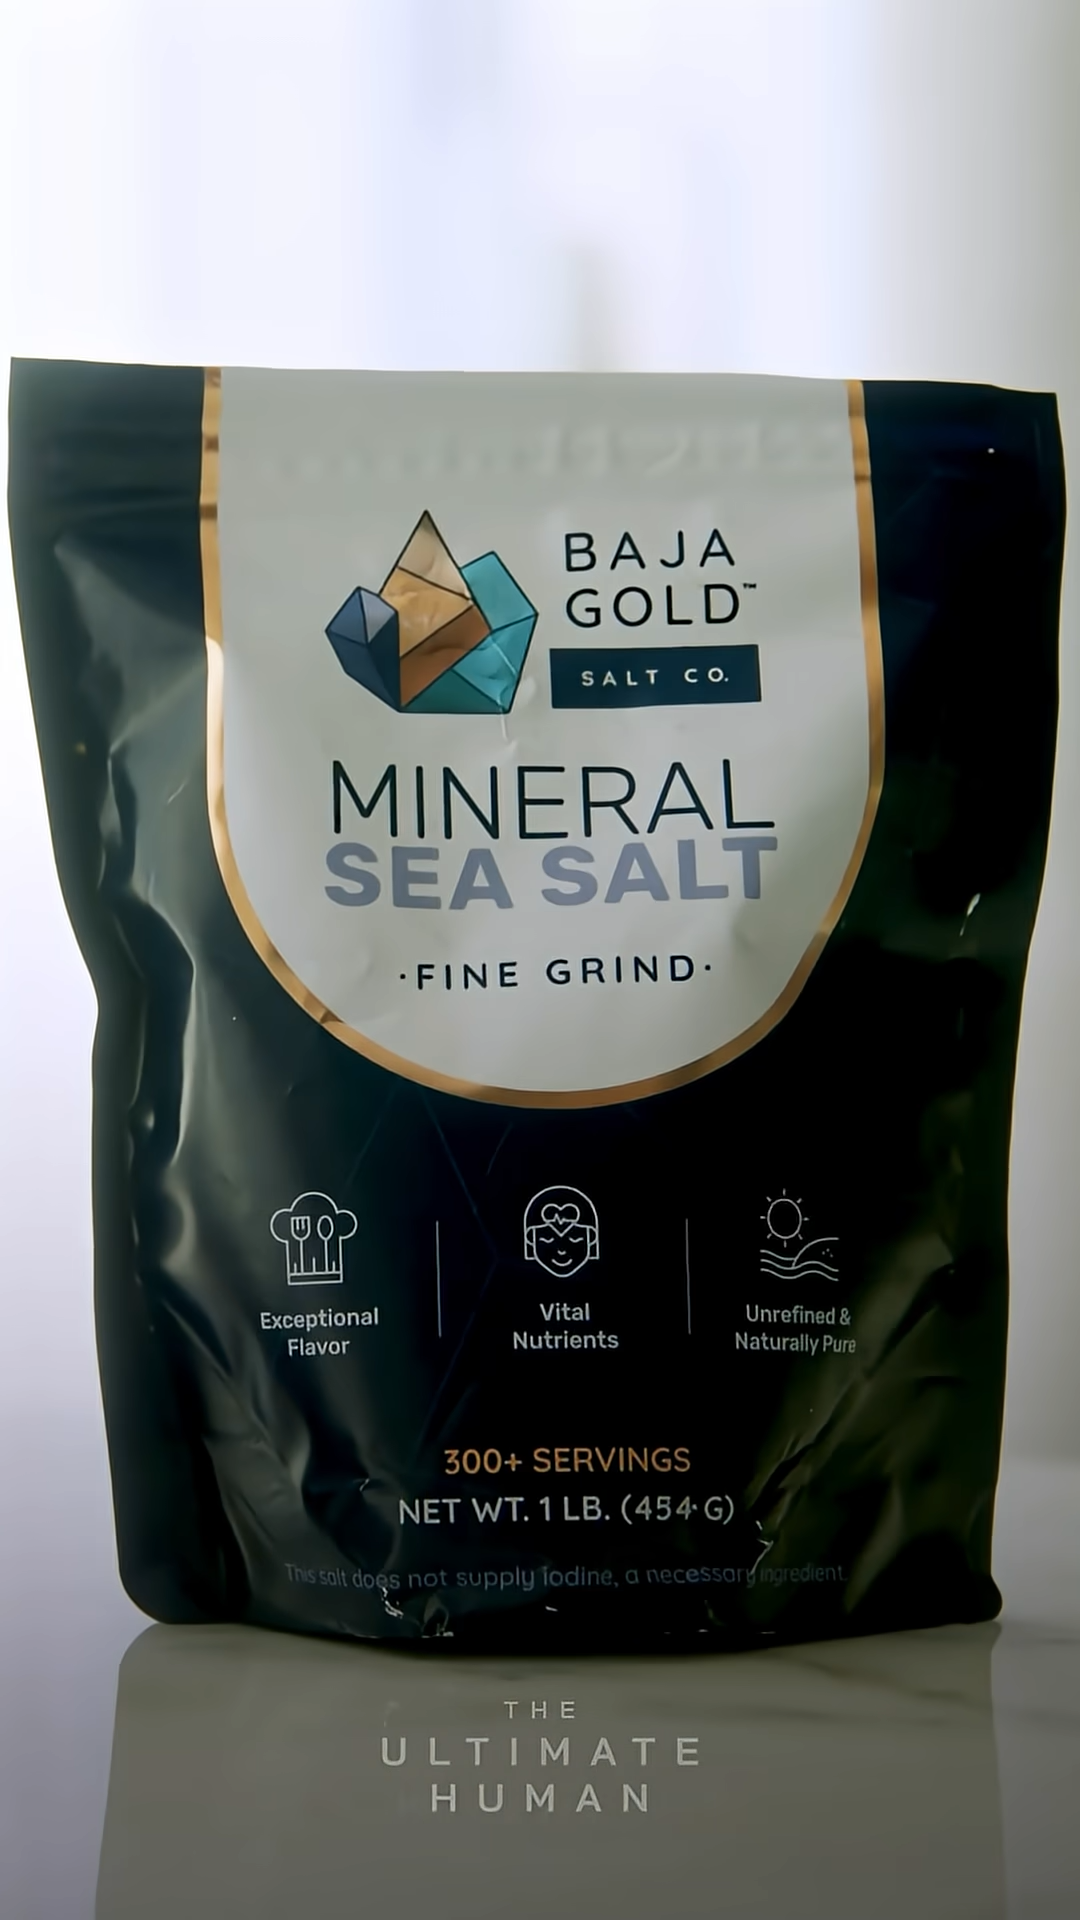 BAJA
GOLD™
SALT CO.
MINERAL
SEA SALT
·FINE GRIND·
Exceptional
Flavor
Vital
Nutrients
Unrefined &
Naturally Pure
300+ SERVINGS
NET WT. 1 LB. (454 G)
This salt does not supply iodine, a necessary ingredient.
THE
ULTIMATE
HUMAN